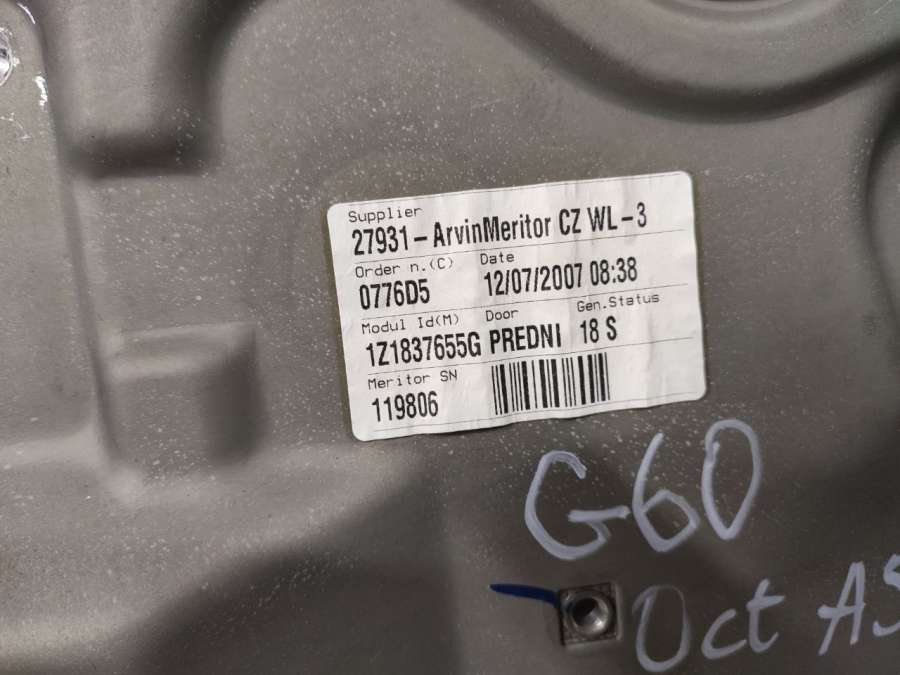 Supplier
27931-ArvinMeritor CZ WL-3
Order n.(C) Date
0776D5 12/07/2007 08:38
Modul Id(M) Door Gen.Status
1Z1837655G PREDNI 18 S
Meritor SN
119806
G60
Oct A5